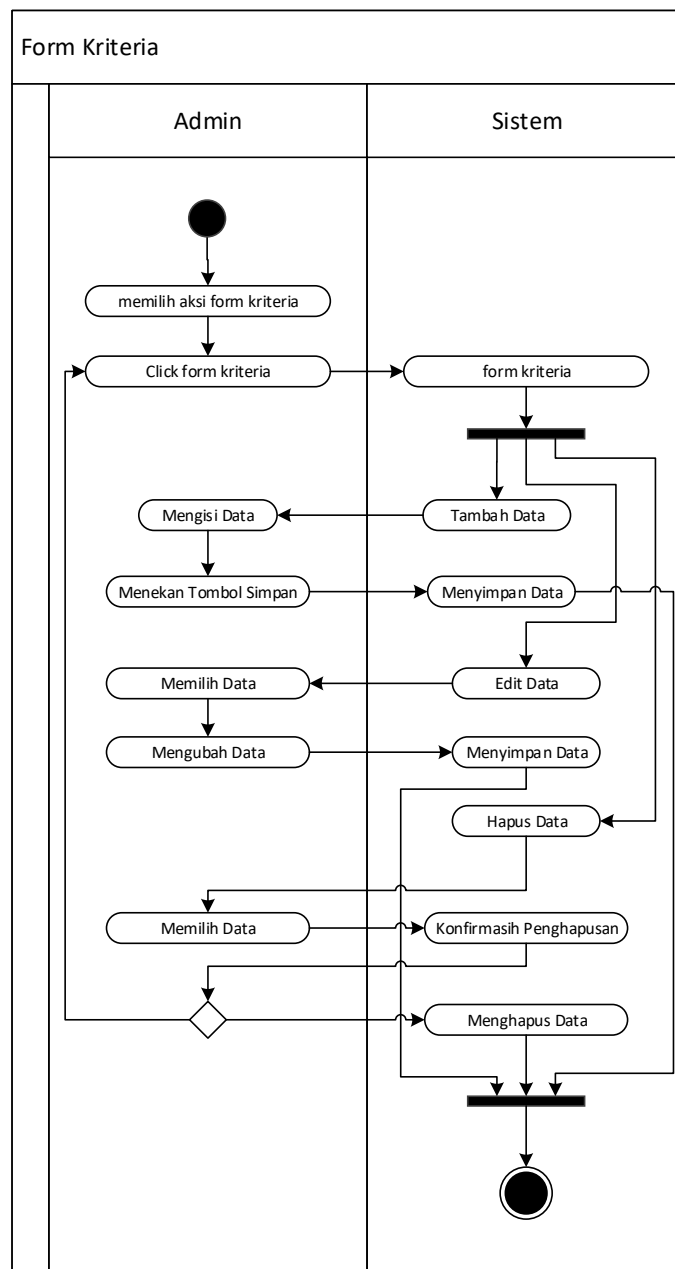 Form Kriteria
Admin
Sistem
memilih aksi form kriteria
Click form kriteria
form kriteria
Mengisi Data
Tambah Data
Menekan Tombol Simpan
Menyimpan Data
Memilih Data
Edit Data
Mengubah Data
Menyimpan Data
Hapus Data
Memilih Data
Konfirmasih Penghapusan
Menghapus Data